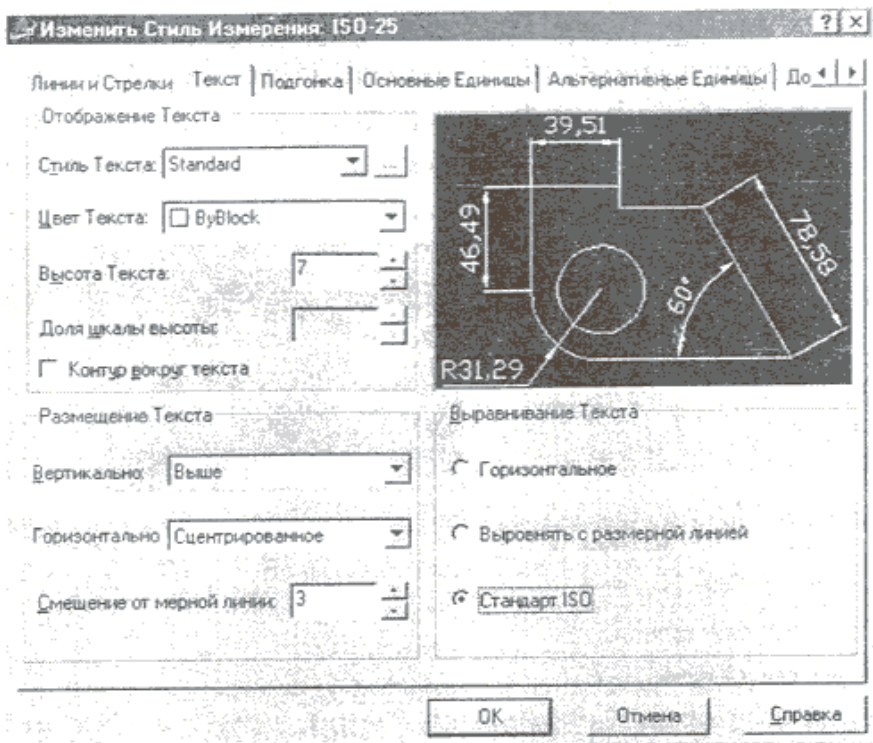 Изменить Стиль Измерения: ISO-25
Линии и Стрелки Текст Подгонка Основные Единицы Альтернативные Единицы До
Отображение Текста
Стиль Текста: Standard ...
Цвет Текста: ByBlock
Высота Текста: 7
Доля шкалы высоты:
Контур вокруг текста
39,51
46,49
78,58
60°
R31,29
Размещение Текста
Вертикально: Выше
Горизонтально Сцентрированное
Смещение от мерной линии: 3
Выравнивание Текста
Горизонтальное
Выровнять с размерной линией
Стандарт ISO
OK Отмена Справка